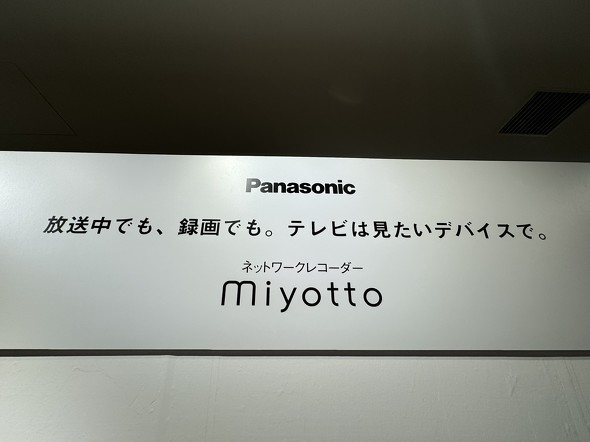 Panasonic
放送中でも、録画でも。テレビは見たいデバイスで。
ネットワークレコーダー
miyotto